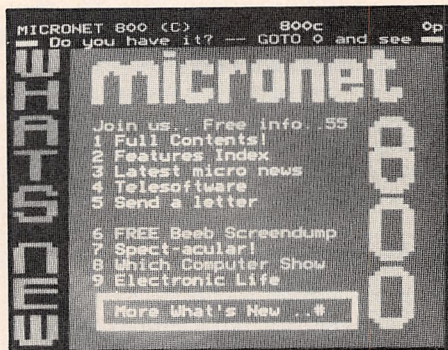 MICRONET 800 (C) 800c 0p
Do you have it? -- GOTO 0 and see
WHATS NEW
micronet
800
Join us.. Free info..55
1 Full Contents!
2 Features Index
3 Latest micro news
4 Telesoftware
5 Send a letter
6 FREE Beeb Screendump
7 Spect-acular!
8 Which Computer Show
9 Electronic Life
More What's New ..#